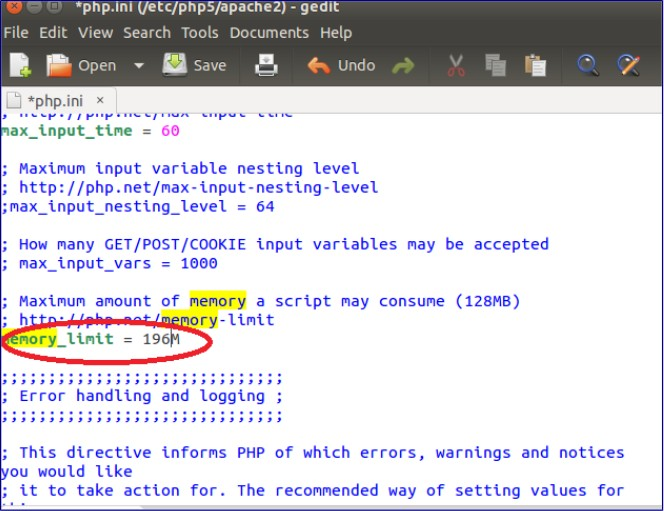 *php.ini (/etc/php5/apache2) - gedit
File Edit View Search Tools Documents Help
Open Save Undo
*php.ini ×
; http://php.net/max-input-time
max_input_time = 60
; Maximum input variable nesting level
; http://php.net/max-input-nesting-level
;max_input_nesting_level = 64
; How many GET/POST/COOKIE input variables may be accepted
; max_input_vars = 1000
; Maximum amount of memory a script may consume (128MB)
; http://php.net/memory-limit
memory_limit = 196M
;;;;;;;;;;;;;;;;;;;;;;;;;;;;;;
; Error handling and logging ;
;;;;;;;;;;;;;;;;;;;;;;;;;;;;;;
; This directive informs PHP of which errors, warnings and notices
you would like
; it to take action for. The recommended way of setting values for